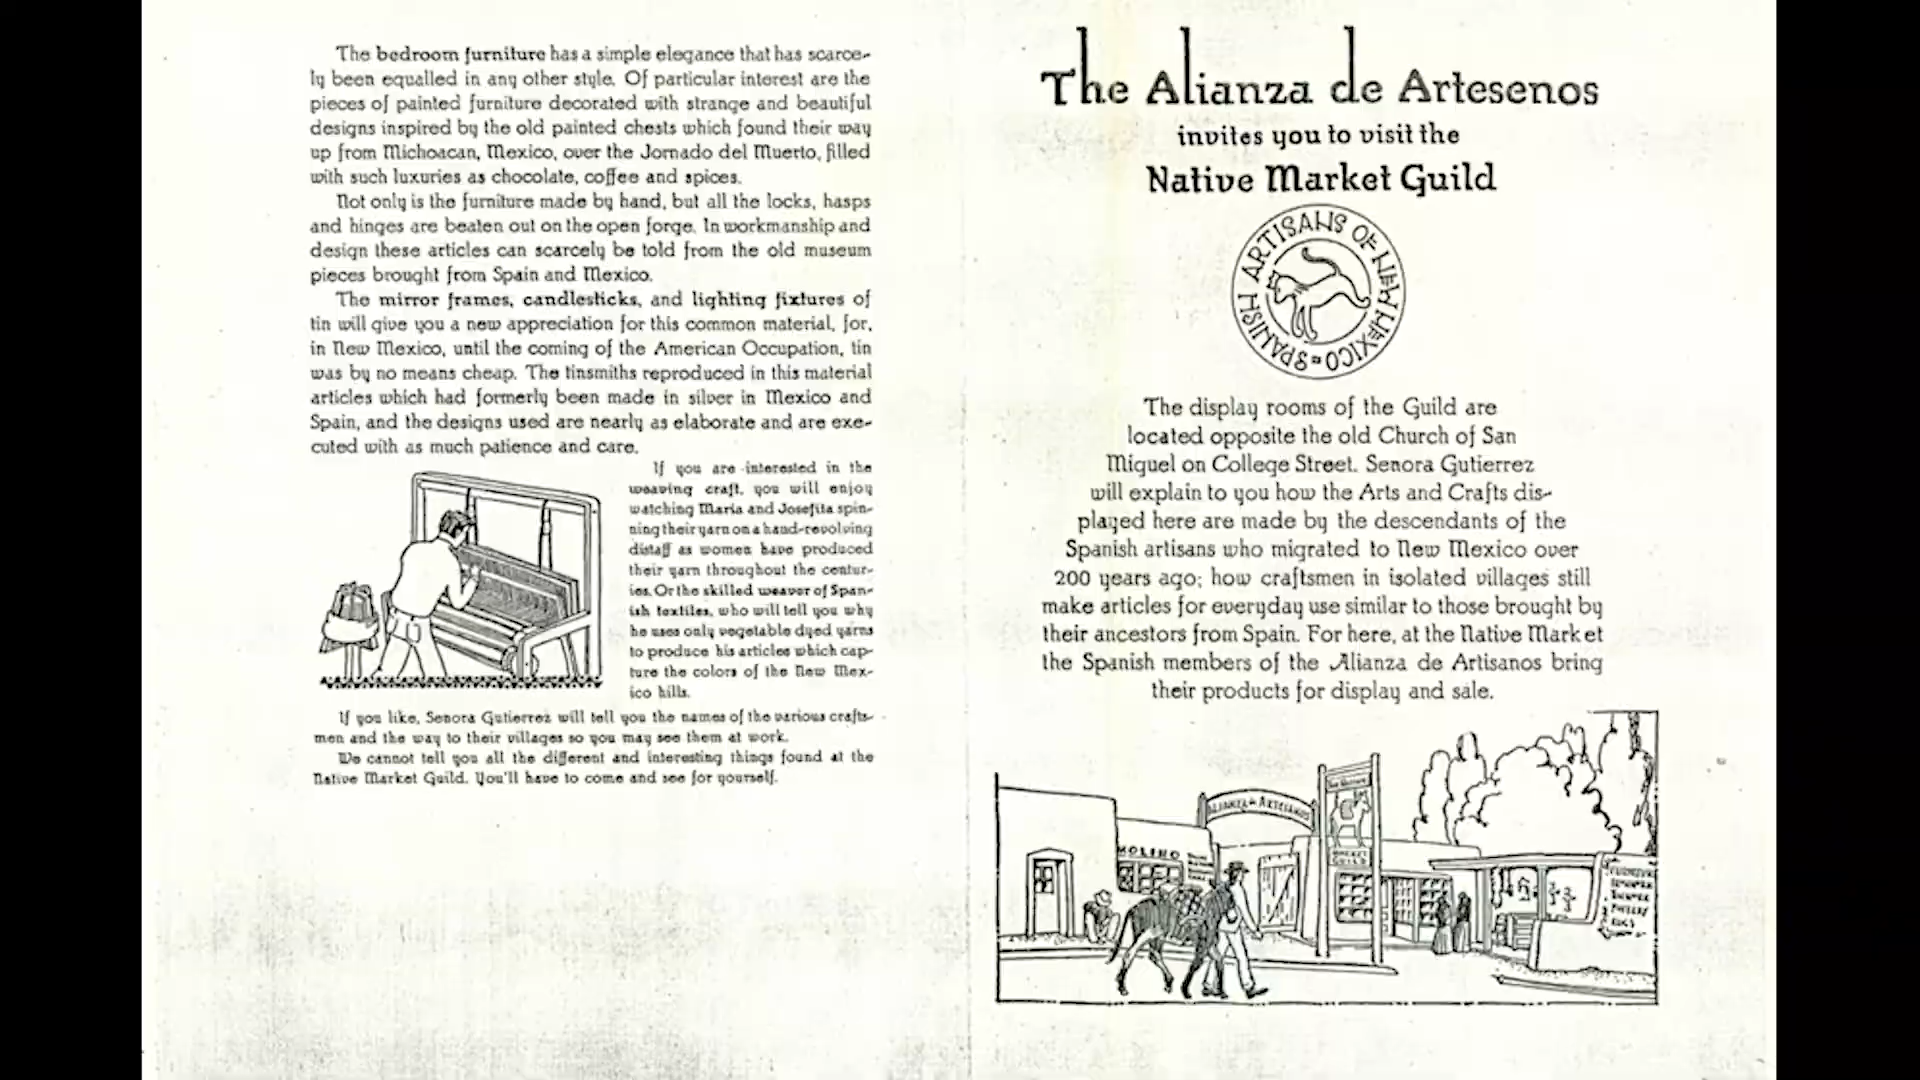 The bedroom furniture has a simple elegance that has scarce-
ly been equalled in any other style. Of particular interest are the
pieces of painted furniture decorated with strange and beautiful
designs inspired by the old painted chests which found their way
up from Michoacan, Mexico, over the Jornado del Muerto, filled
with such luxuries as chocolate, coffee and spices.
Not only is the furniture made by hand, but all the locks, hasps
and hinges are beaten out on the open forge. In workmanship and
design these articles can scarcely be told from the old museum
pieces brought from Spain and Mexico.
The mirror frames, candlesticks, and lighting fixtures of
tin will give you a new appreciation for this common material, for,
in New Mexico, until the coming of the American Occupation, tin
was by no means cheap. The tinsmiths reproduced in this material
articles which had formerly been made in silver in Mexico and
Spain, and the designs used are nearly as elaborate and are exe-
cuted with as much patience and care.
If you are interested in the
weaving craft, you will enjoy
watching Maria and Josefita spin-
ning their yarn on a hand-revolving
distaff as women have produced
their yarn throughout the centur-
ies. Or the skilled weaver of Span-
ish textiles, who will tell you why
he uses only vegetable dyed yarns
to produce his articles which cap-
ture the colors of the New Mex-
ico hills.
If you like, Senora Gutierrez will tell you the names of the various crafts-
men and the way to their villages so you may see them at work.
We cannot tell you all the different and interesting things found at the
Native Market Guild. You'll have to come and see for yourself.
The Alianza de Artesenos
invites you to visit the
Native Market Guild
SPANISH ARTISANS OF NEW MEXICO
The display rooms of the Guild are
located opposite the old Church of San
Miguel on College Street. Senora Gutierrez
will explain to you how the Arts and Crafts dis-
played here are made by the descendants of the
Spanish artisans who migrated to New Mexico over
200 years ago; how craftsmen in isolated villages still
make articles for everyday use similar to those brought by
their ancestors from Spain. For here, at the Native Market
the Spanish members of the Alianza de Artisanos bring
their products for display and sale.
ALIANZA de ARTESANOS
MOLINO
MARKET
GUILD
FURNITURE
RUGS